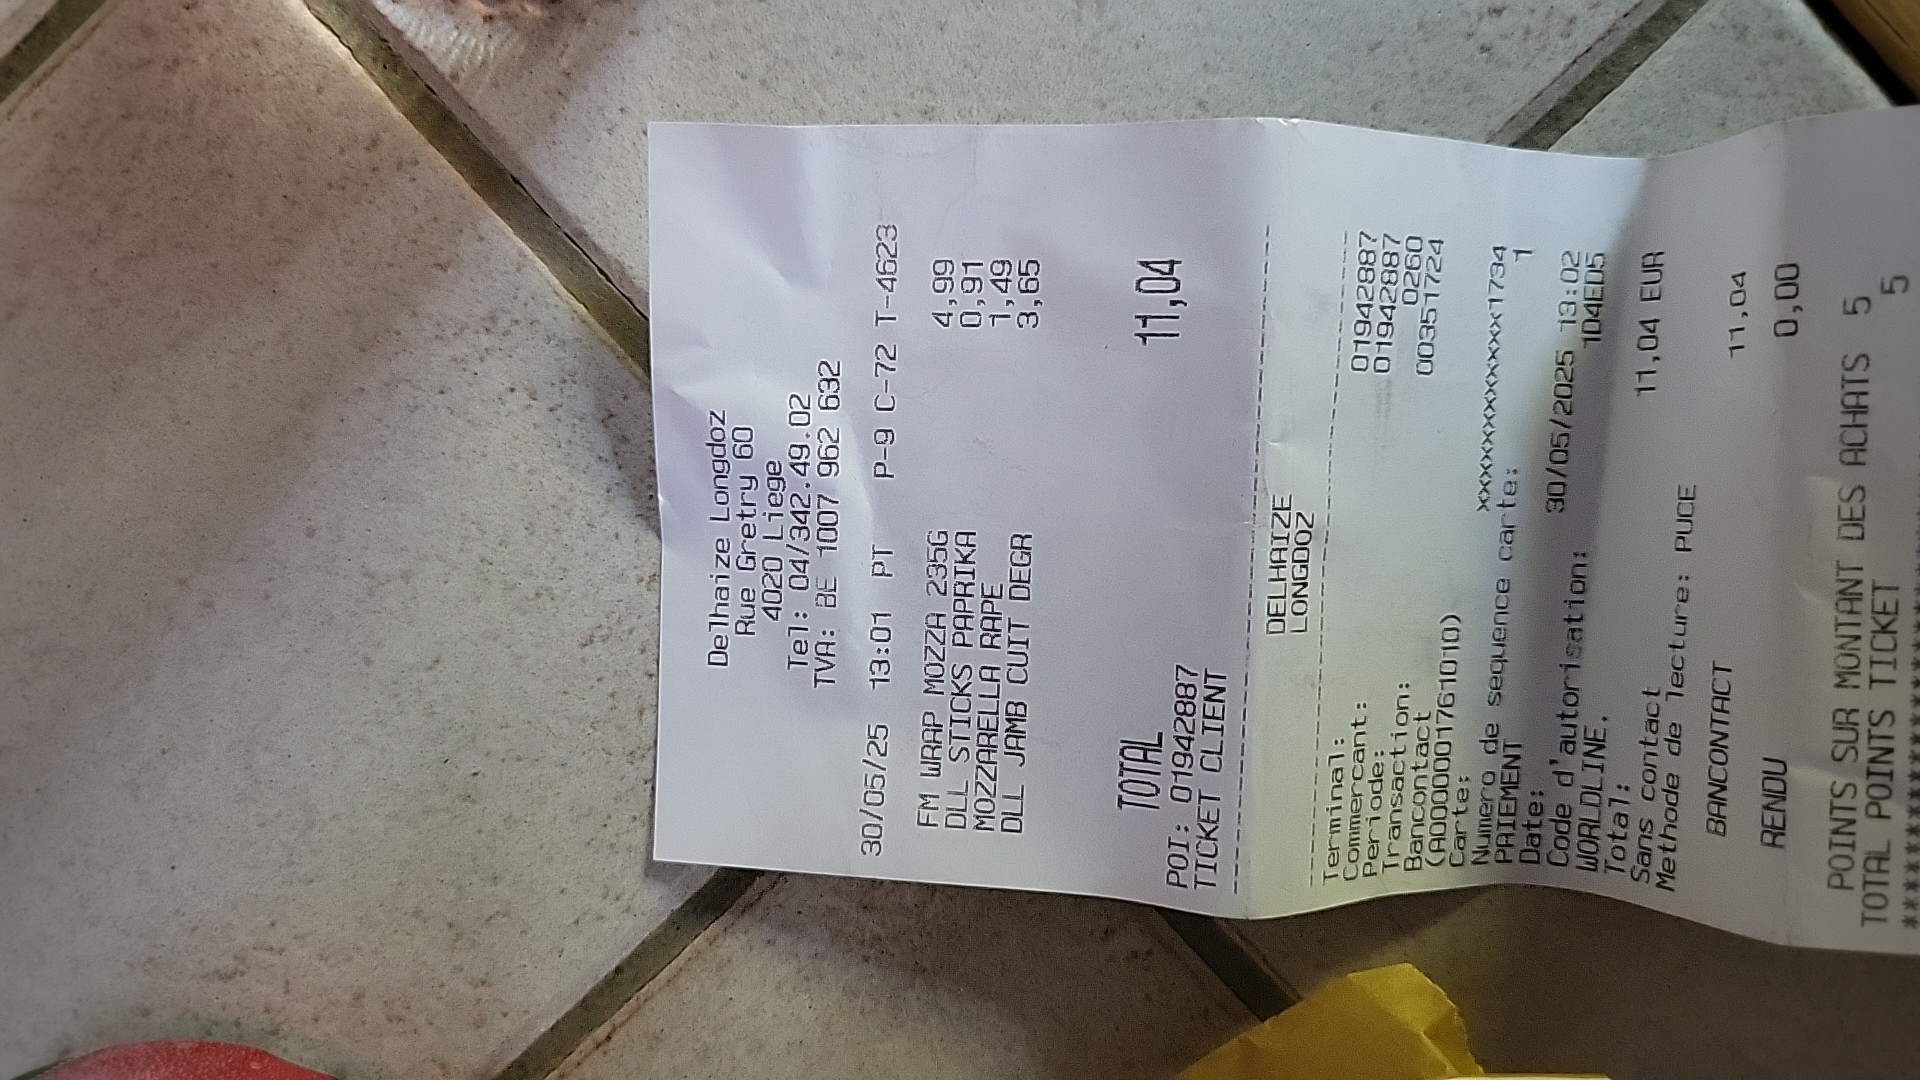 Delhaize Longdoz
Rue Gretry 60
4020 Liege
Tel: 04/342.49.02
TVA: BE 1007 962 632
30/05/25 13:01 PT P-9 C-72 T-4623
FM WRAP MOZZA 235G 4,99
DLL STICKS PAPRIKA 0,91
MOZZARELLA RAPE 1,49
DLL JAMB CUIT DEGR 3,65
TOTAL 11,04
POI: 01942887
TICKET CLIENT
--------------------------------
DELHAIZE
LONGDOZ
--------------------------------
Terminal: 01942887
Commercant: 01942887
Periode: 0260
Transaction: 00351724
Bancontact
(A0000001761010)
Carte: xxxxxxxxxxxxxxx1734
Numero de sequence carte: 1
PAIEMENT
Date: 30/05/2025 13:02
Code d'autorisation: 1D4ED5
WORLDLINE.
Total: 11,04 EUR
Sans contact
Methode de lecture: PUCE
BANCONTACT 11,04
RENDU 0,00
POINTS SUR MONTANT DES ACHATS 5
TOTAL POINTS TICKET 5